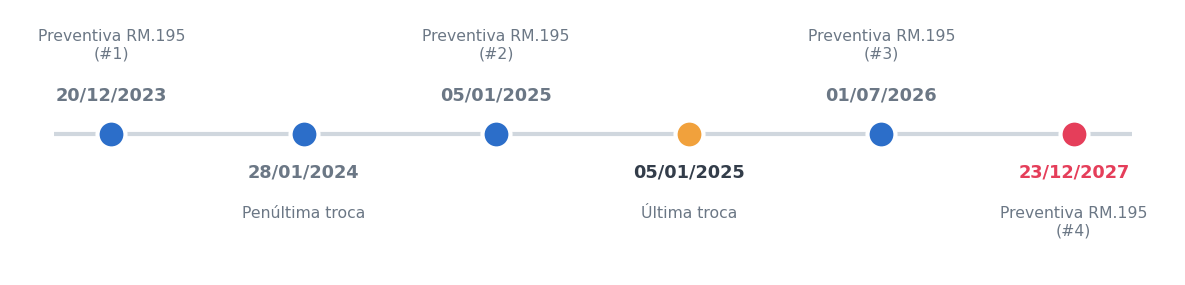 Preventiva RM.195
(#1)
20/12/2023
28/01/2024
Penúltima troca
Preventiva RM.195
(#2)
05/01/2025
05/01/2025
Última troca
Preventiva RM.195
(#3)
01/07/2026
23/12/2027
Preventiva RM.195
(#4)